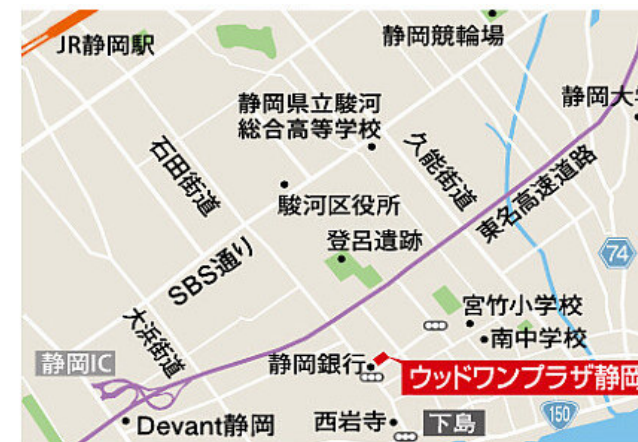 JR静岡駅
静岡競輪場
静岡県立駿河
総合高等学校
静岡大
石田街道
久能街道
駿河区役所
東名高速道路
登呂遺跡
74
SBS通り
大浜街道
宮竹小学校
南中学校
静岡IC
静岡銀行
ウッドワンプラザ静岡
Devant静岡
西岩寺
下島
150